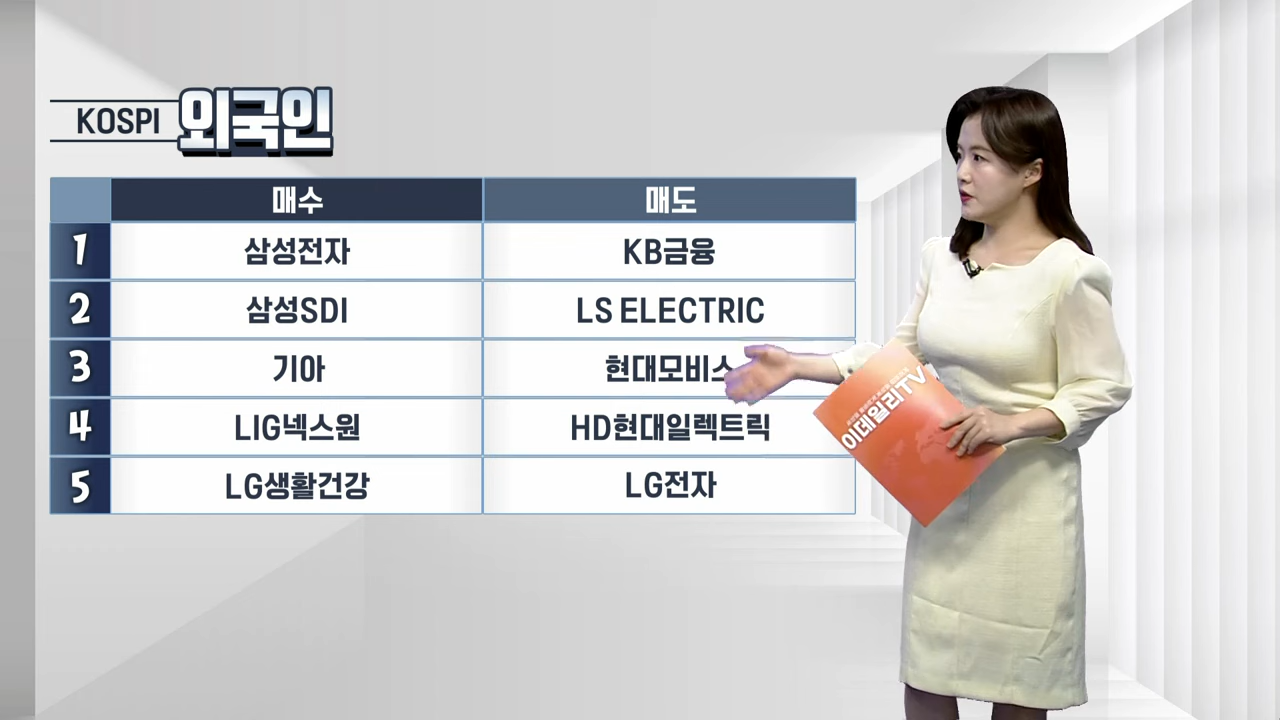 KOSPI 외국인
매수 매도
1 삼성전자 KB금융
2 삼성SDI LS ELECTRIC
3 기아 현대모비스
4 LIG넥스원 HD현대일렉트릭
5 LG생활건강 LG전자
이데일리TV